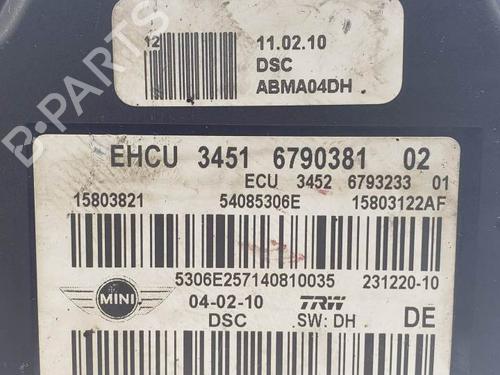 12
11.02.10
DSC
ABMA04DH
B-PARTS
EHCU 3451 6790381 02
ECU 3452 6793233 01
15803821 54085306E 15803122AF
5306E257140810035 231220-10
MINI 04-02-10 TRW DE
DSC SW: DH